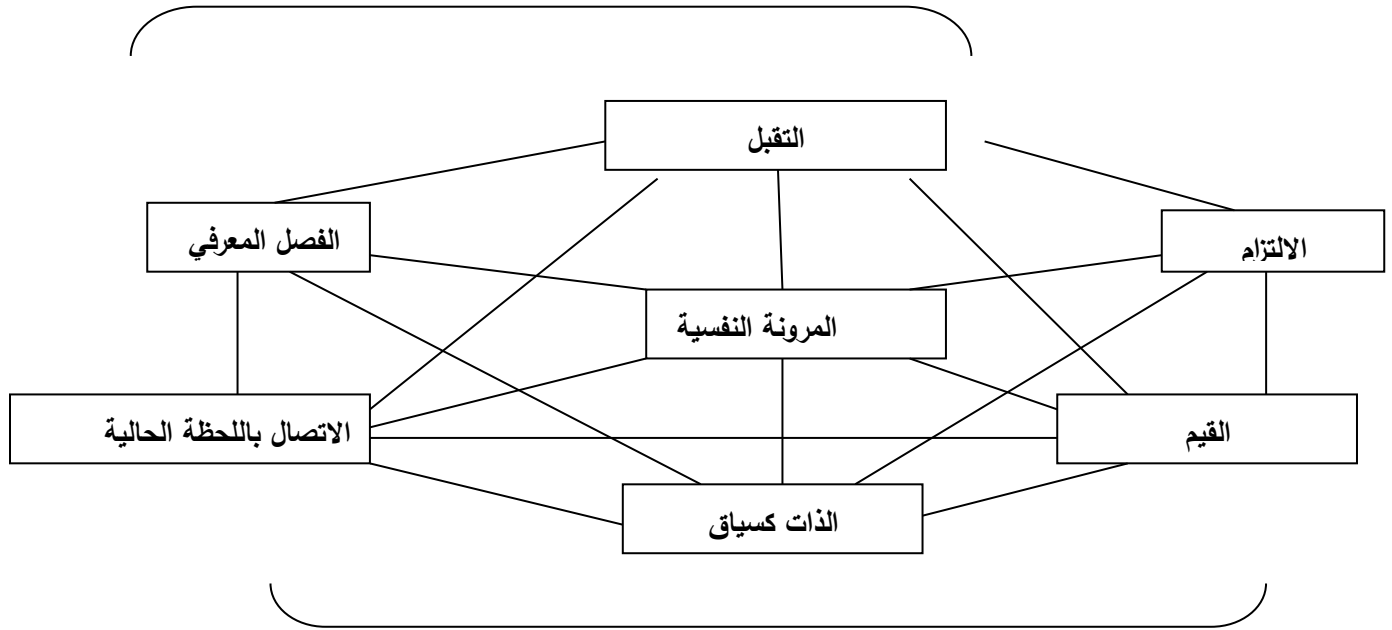 التقبل
الفصل المعرفي
الالتزام
المرونة النفسية
الاتصال باللحظة الحالية
القيم
الذات كسياق